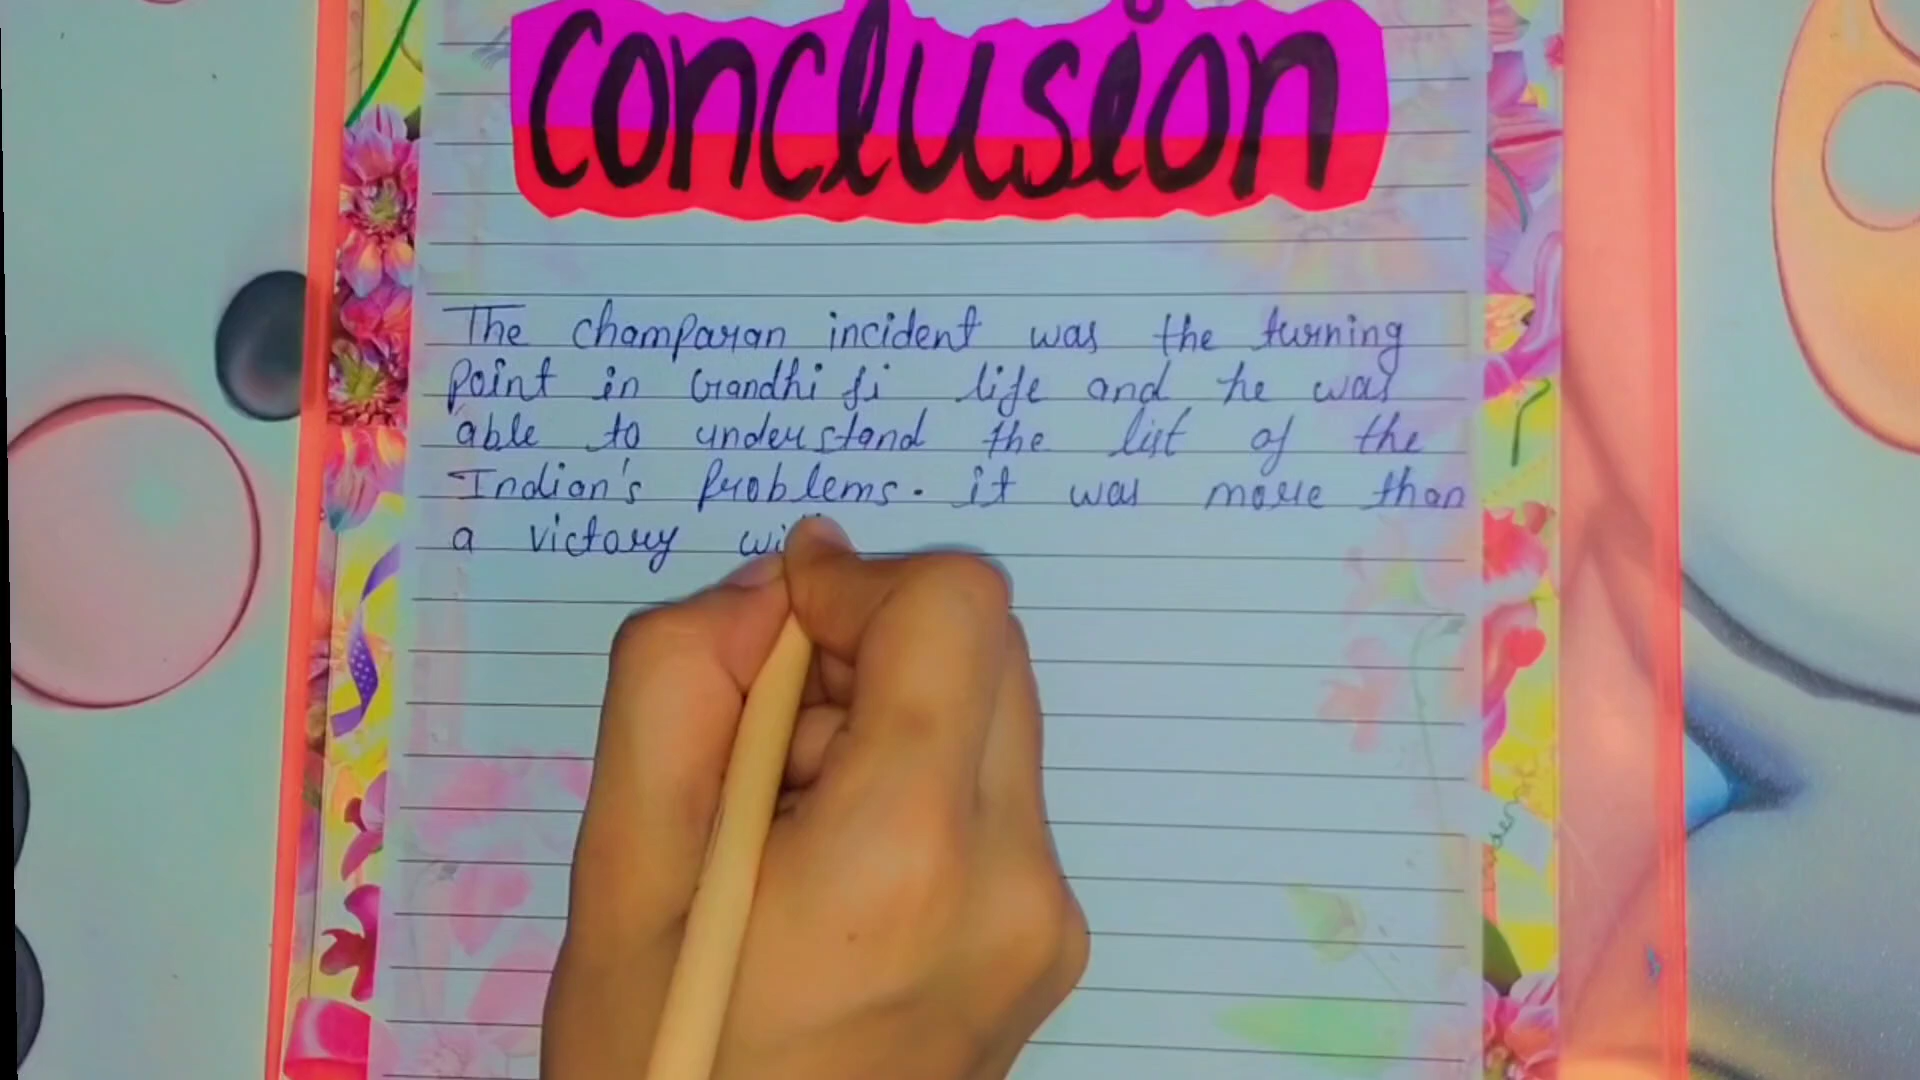 conclusion
The champaran incident was the turning
point in Gandhi ji life and he was
able to understand the list of the
Indian's problems. it was more than
a victory